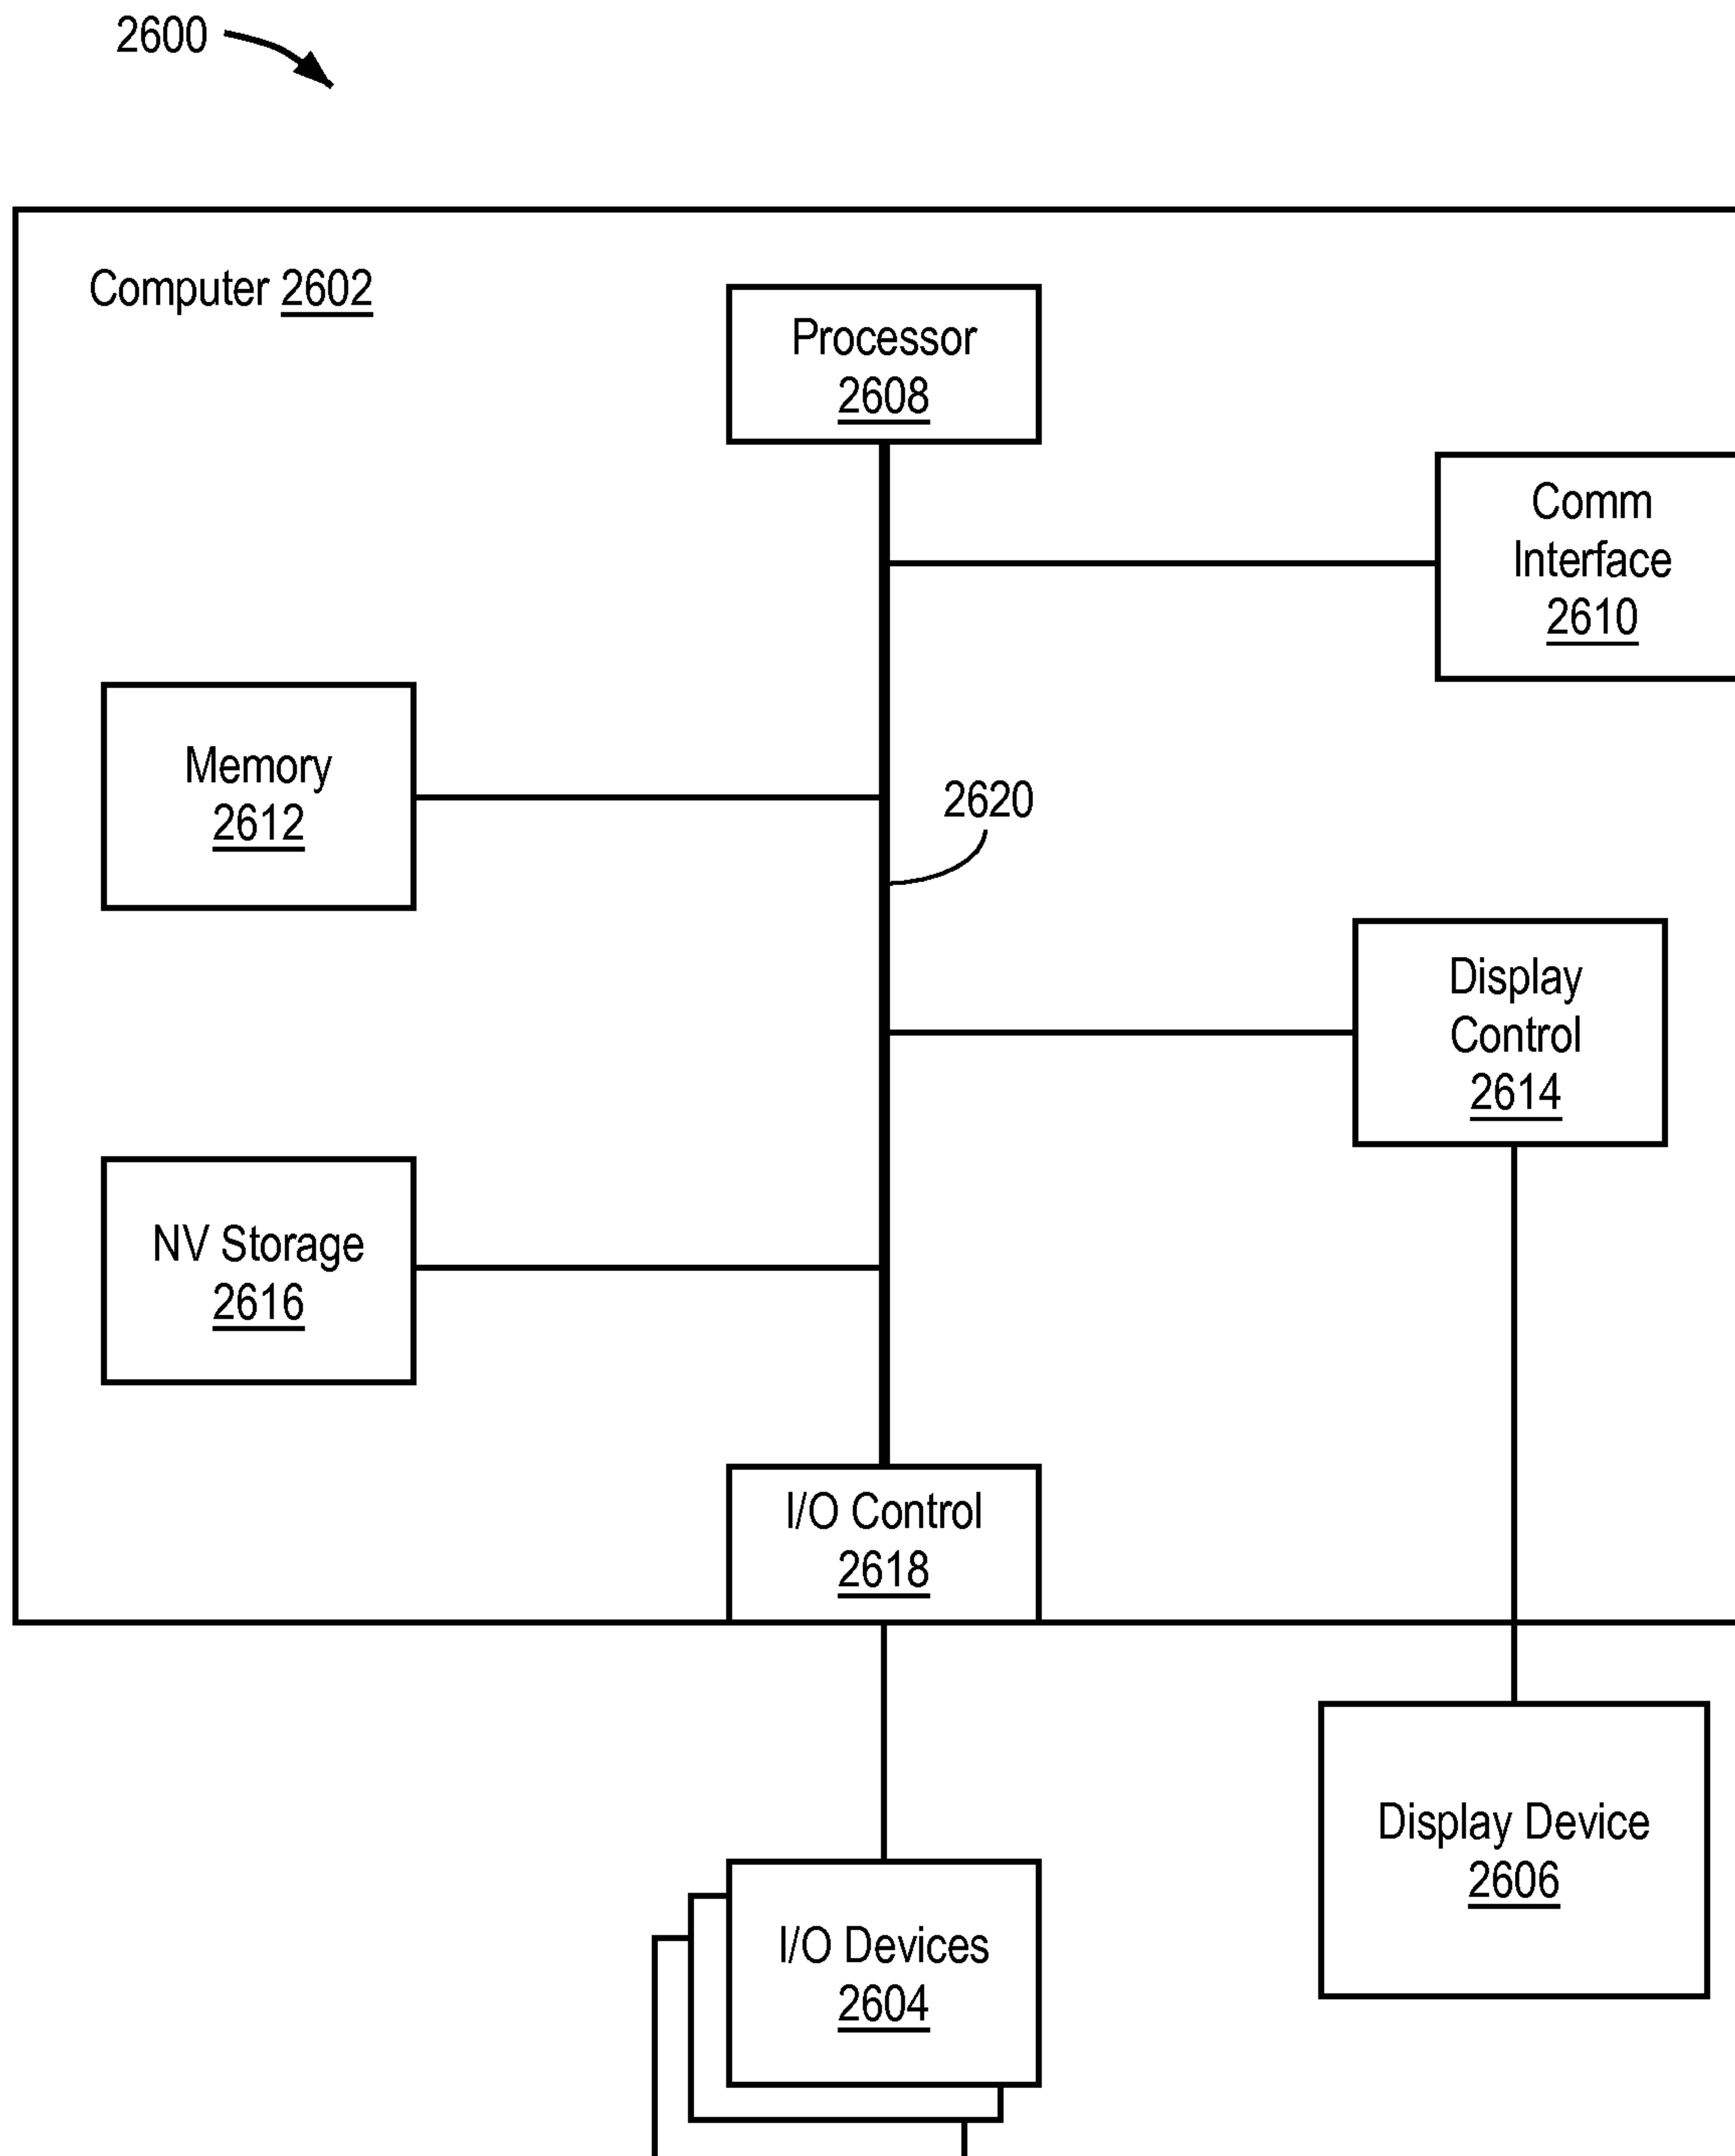 2600
Computer 2602
Processor
2608
Comm
Interface
2610
Memory
2612
2620
Display
Control
2614
NV Storage
2616
I/O Control
2618
Display Device
2606
I/O Devices
2604